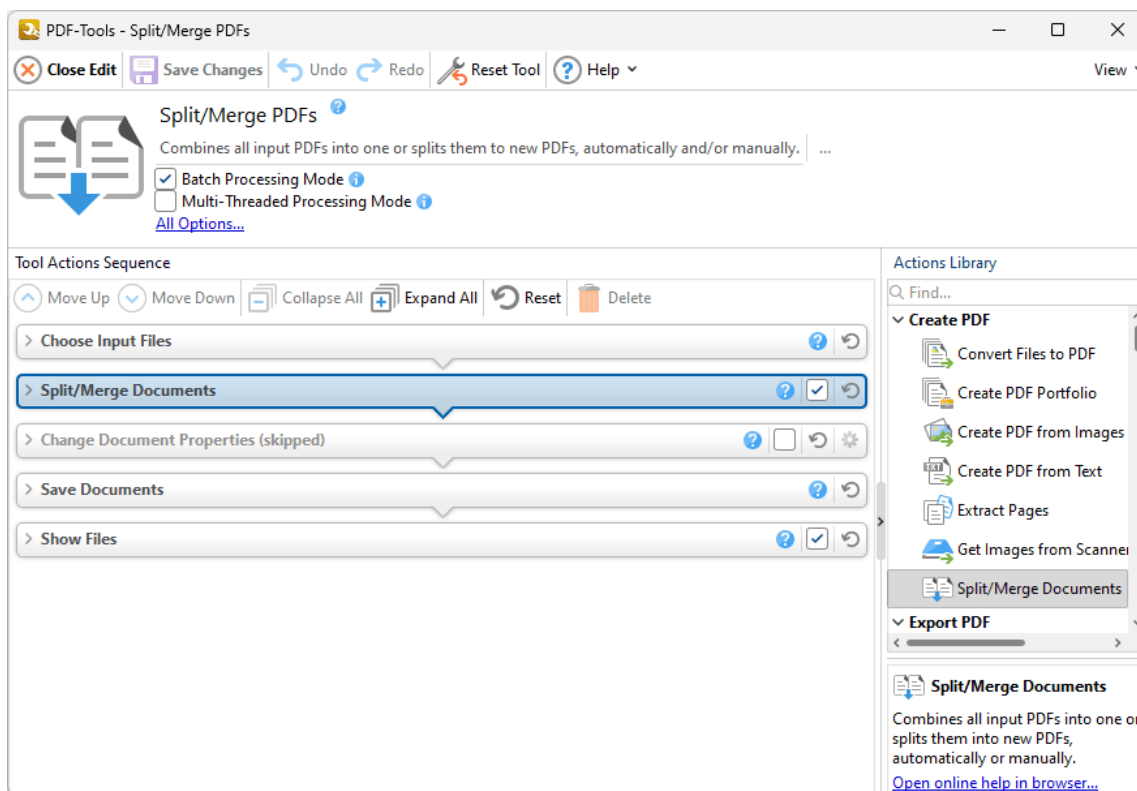 PDF-Tools - Split/Merge PDFs
Close Edit Save Changes Undo Redo Reset Tool ? Help View
Split/Merge PDFs ?
Combines all input PDFs into one or splits them to new PDFs, automatically and/or manually. ...
Batch Processing Mode i
Multi-Threaded Processing Mode i
All Options...
Tool Actions Sequence
Move Up Move Down Collapse All Expand All Reset Delete
Choose Input Files ?
Split/Merge Documents ?
Change Document Properties (skipped) ?
Save Documents ?
Show Files ?
Actions Library
Find...
Create PDF
Convert Files to PDF
Create PDF Portfolio
Create PDF from Images
TXT Create PDF from Text
Extract Pages
Get Images from Scanner
Split/Merge Documents
Export PDF
Split/Merge Documents
Combines all input PDFs into one or
splits them into new PDFs,
automatically or manually.
Open online help in browser...